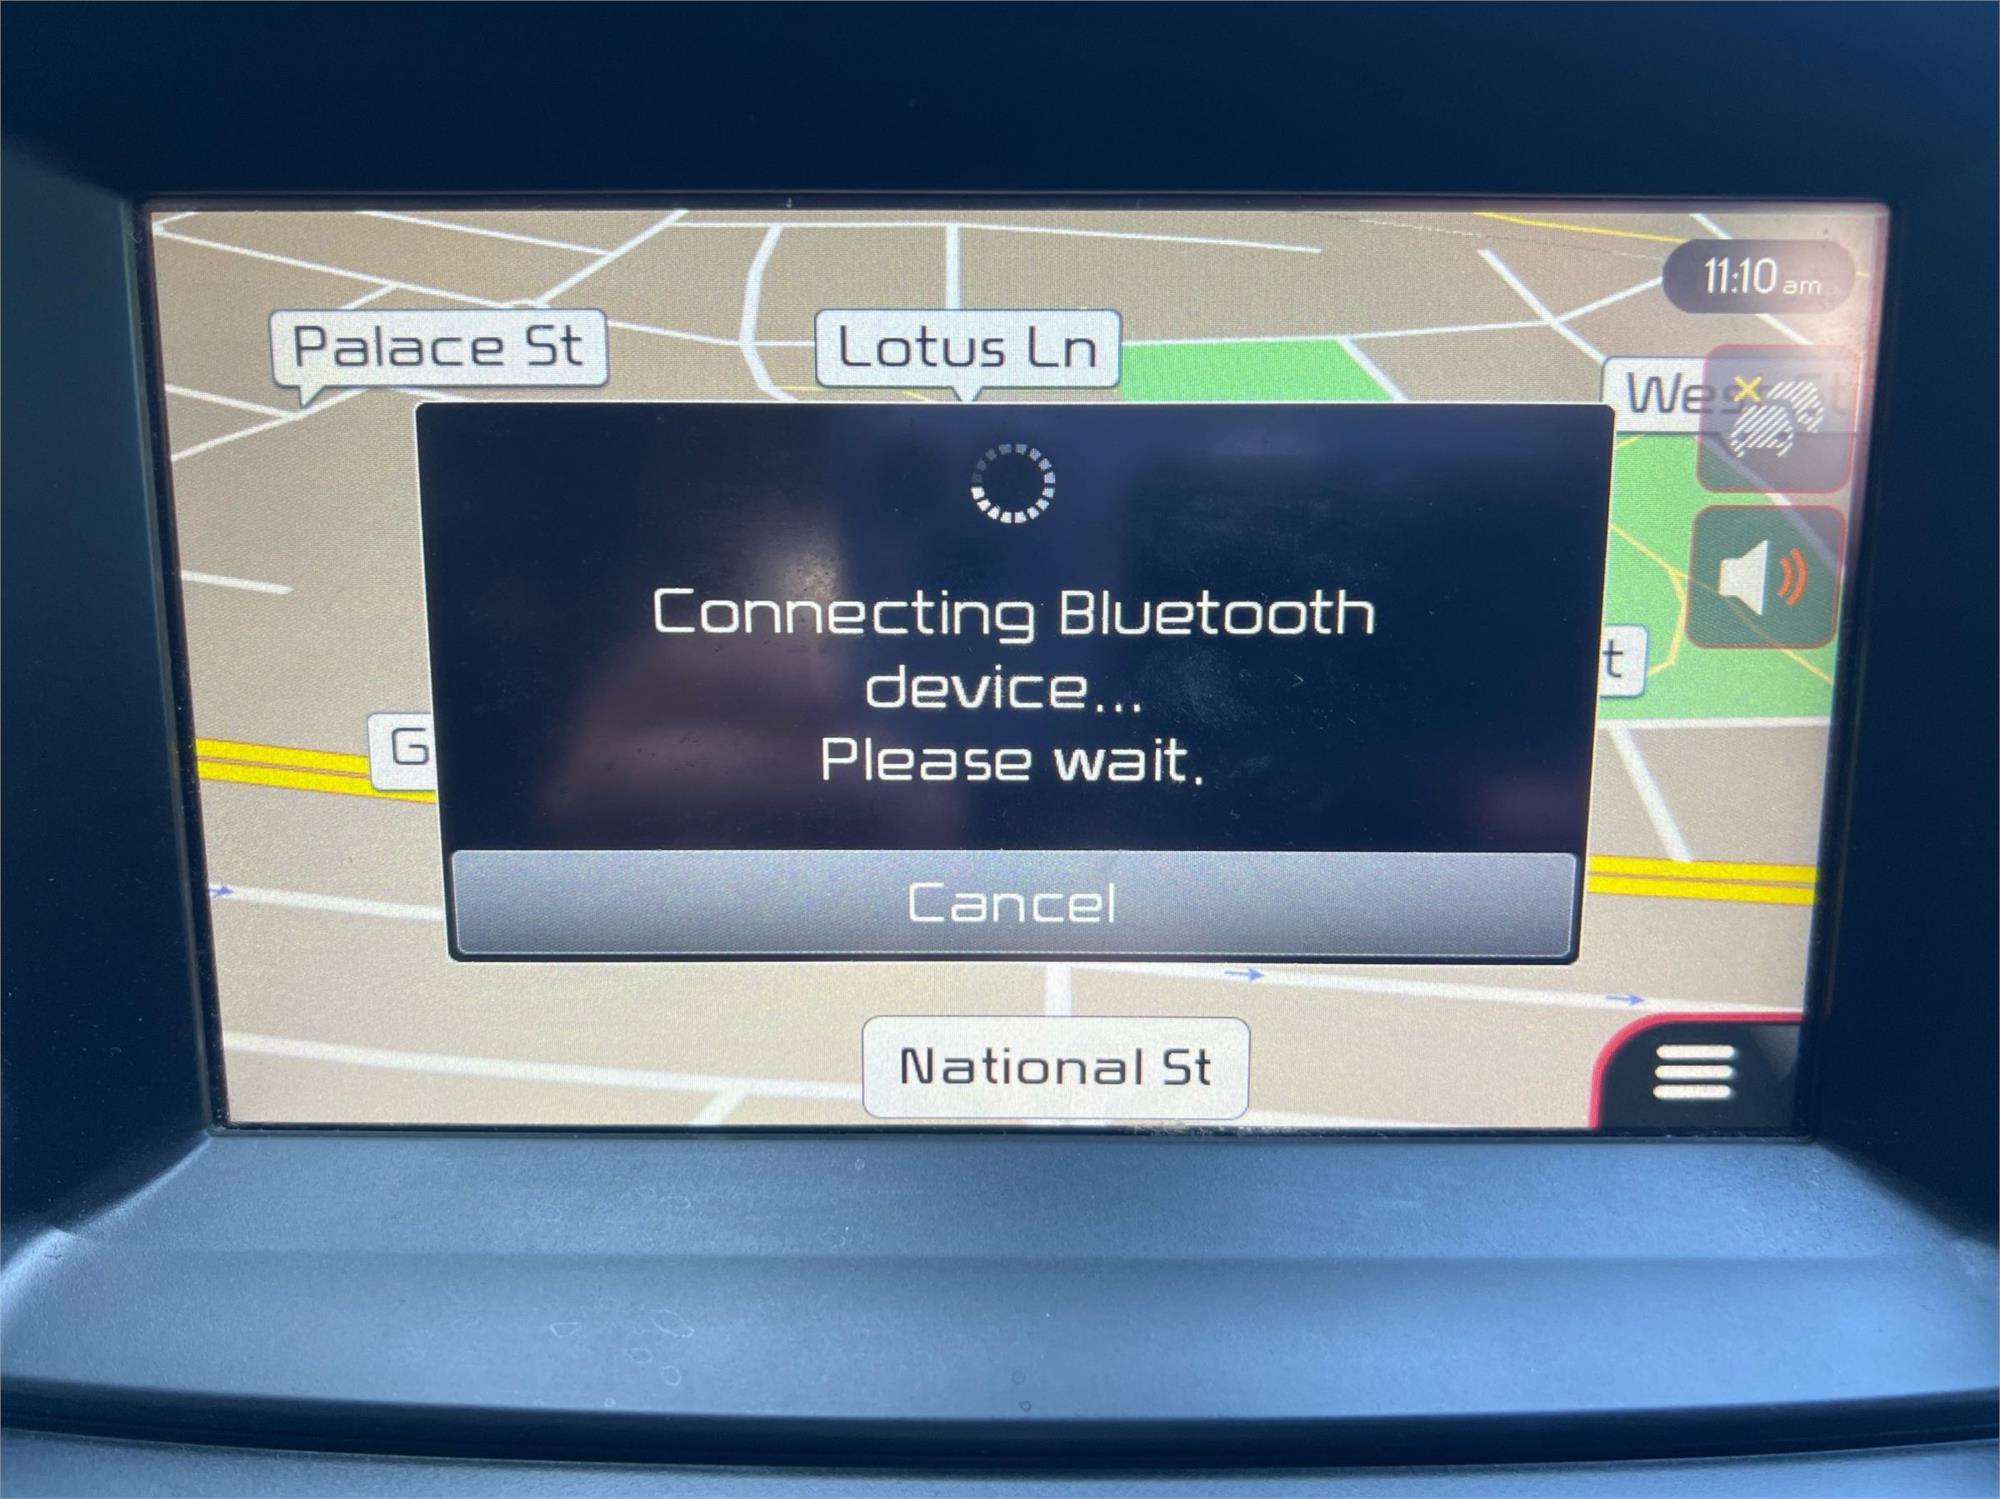 11:10 am
Palace St
Lotus Ln
Connecting Bluetooth
device...
Please wait.
Cancel
National St